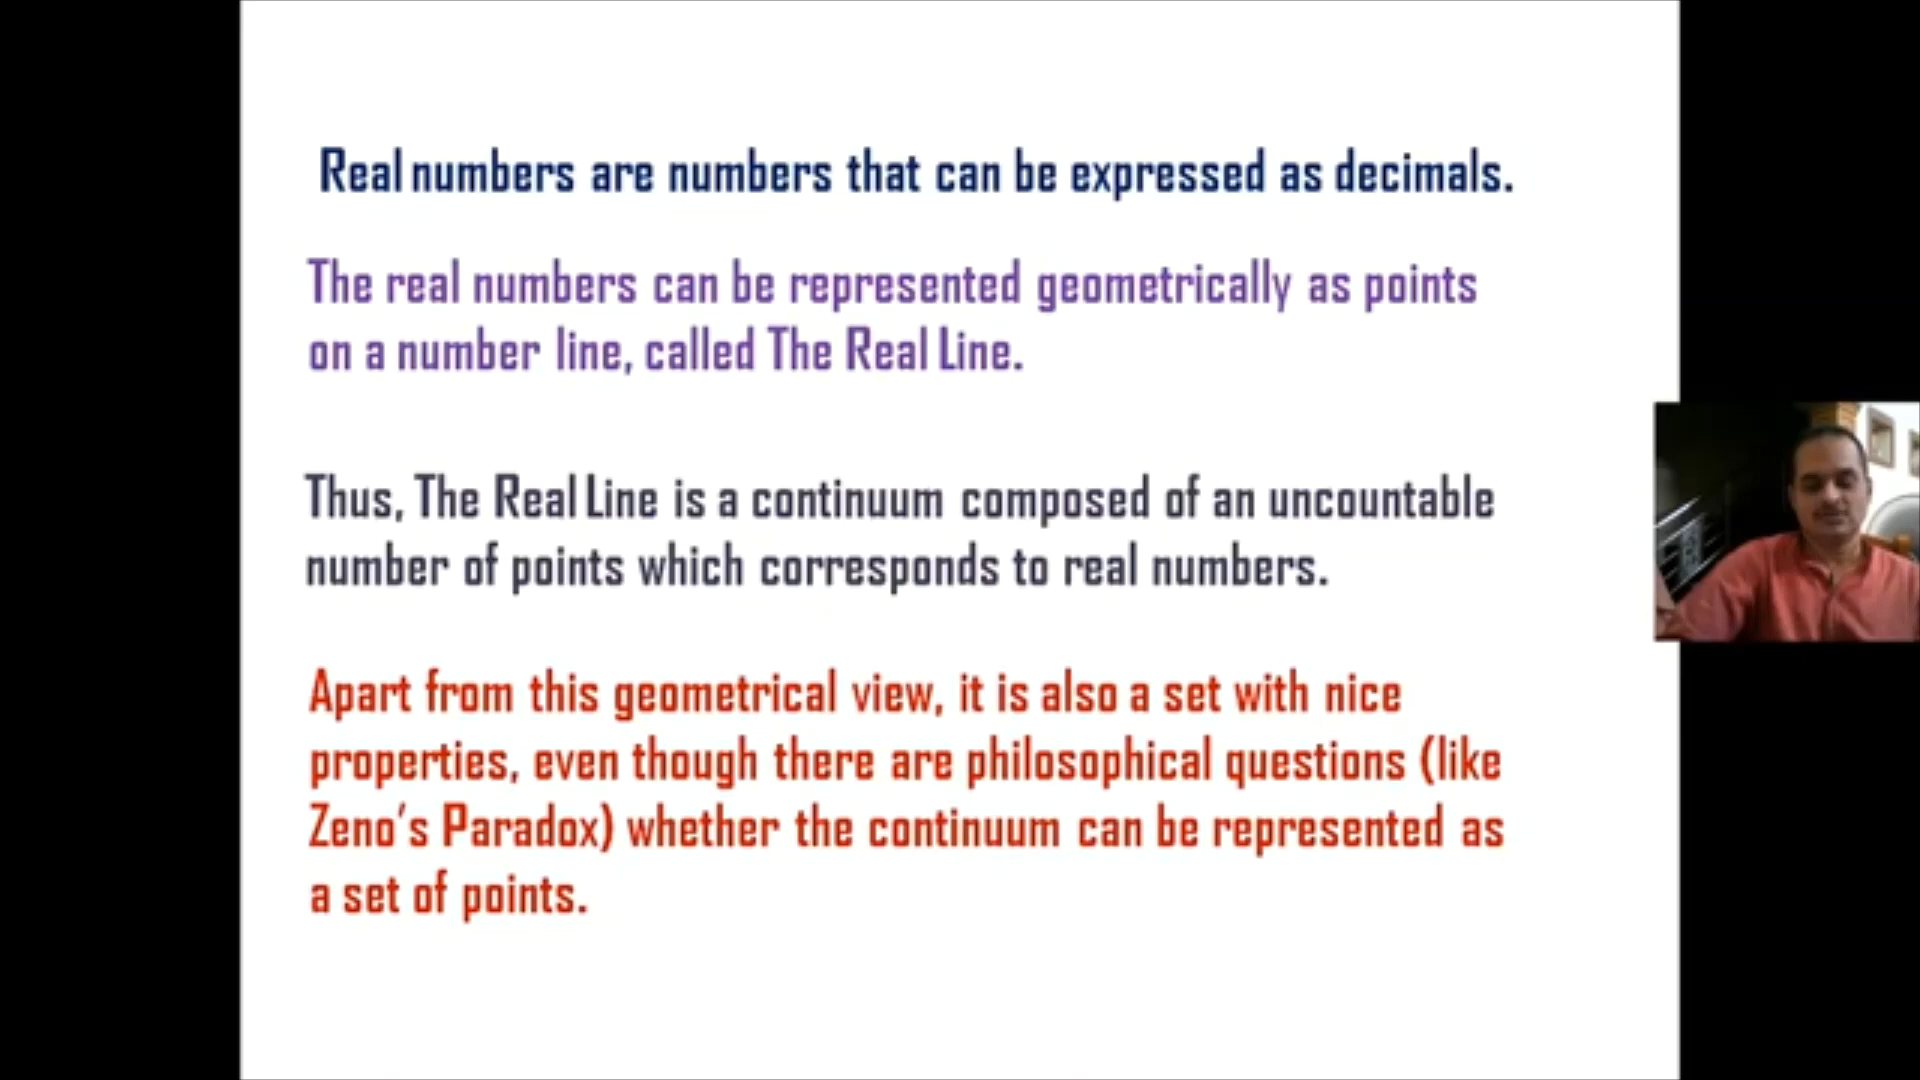 Real numbers are numbers that can be expressed as decimals.
The real numbers can be represented geometrically as points
on a number line, called The Real Line.
Thus, The Real Line is a continuum composed of an uncountable
number of points which corresponds to real numbers.
Apart from this geometrical view, it is also a set with nice
properties, even though there are philosophical questions (like
Zeno's Paradox) whether the continuum can be represented as
a set of points.